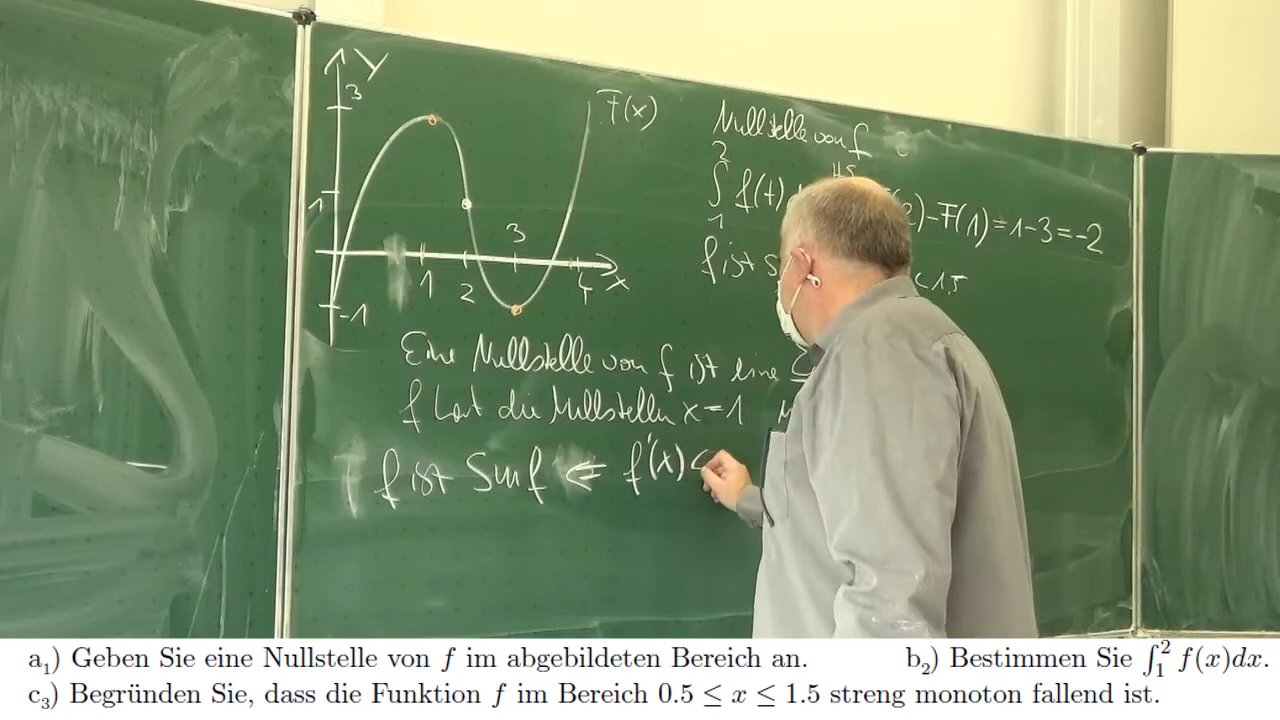 Y
3
1
-1
1
2
3
4
x
F(x)
Nullstelle von f
2
∫ f(t)
1
HS
2)-F(1)=1-3=-2
f ist s
<1,5
Eine Nullstelle von f ist eine
f hat die Nullstellen x=1
f ist smf ⇐ f'(x)<
a₁) Geben Sie eine Nullstelle von f im abgebildeten Bereich an.
b₂) Bestimmen Sie ∫₁² f(x)dx.
c₃) Begründen Sie, dass die Funktion f im Bereich 0.5 ≤ x ≤ 1.5 streng monoton fallend ist.